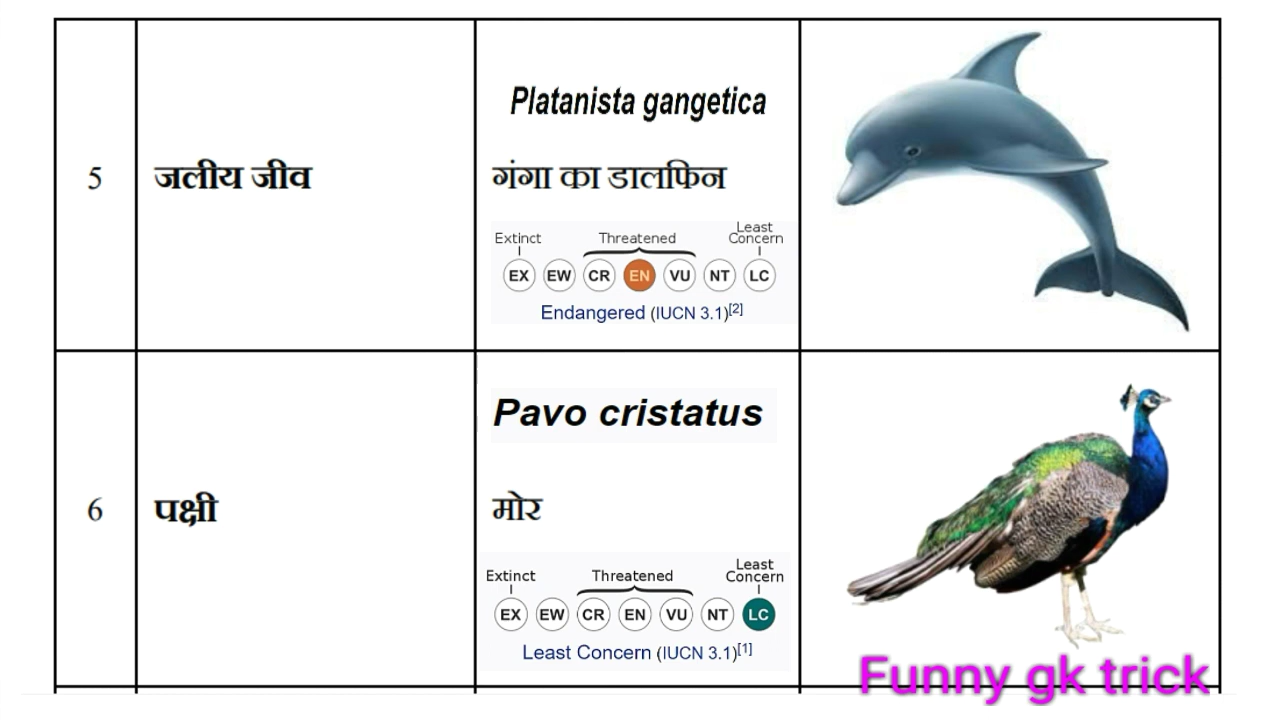 Platanista gangetica
5 जलीय जीव गंगा का डालफिन
Extinct Threatened Least Concern
EX EW CR EN VU NT LC
Endangered (IUCN 3.1)[2]
Pavo cristatus
6 पक्षी मोर
Extinct Threatened Least Concern
EX EW CR EN VU NT LC
Least Concern (IUCN 3.1)[1]
Funny gk trick